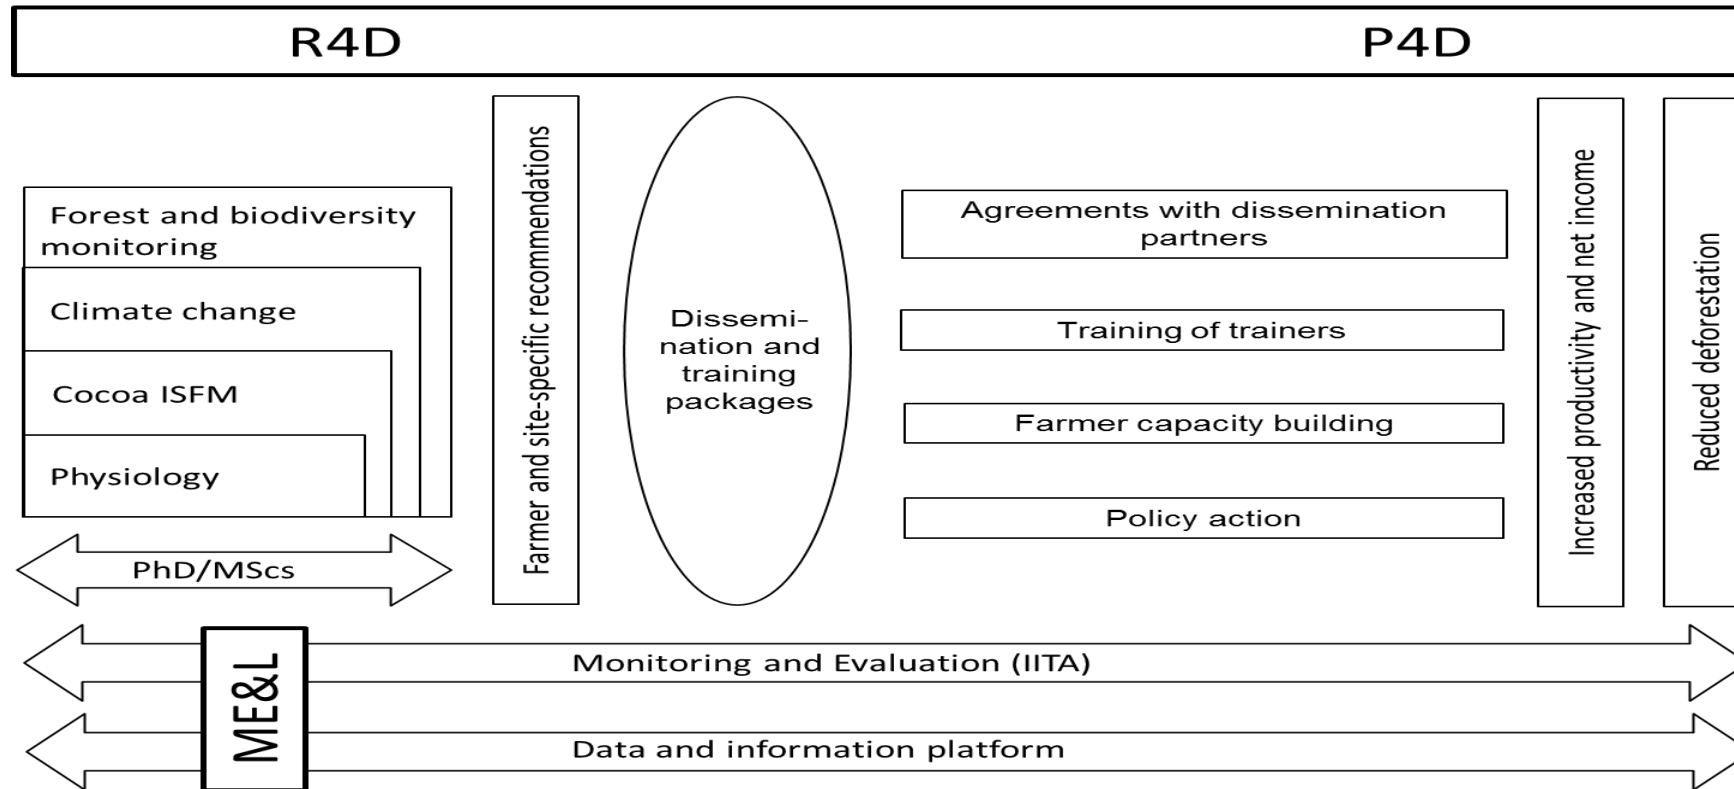 R4D
P4D
Forest and biodiversity
monitoring
Climate change
Cocoa ISFM
Physiology
PhD/MScs
Farmer and site-specific recommendations
Dissemi-
nation and
training
packages
Agreements with dissemination
partners
Training of trainers
Farmer capacity building
Policy action
Increased productivity and net income
Reduced deforestation
ME&L
Monitoring and Evaluation (IITA)
Data and information platform